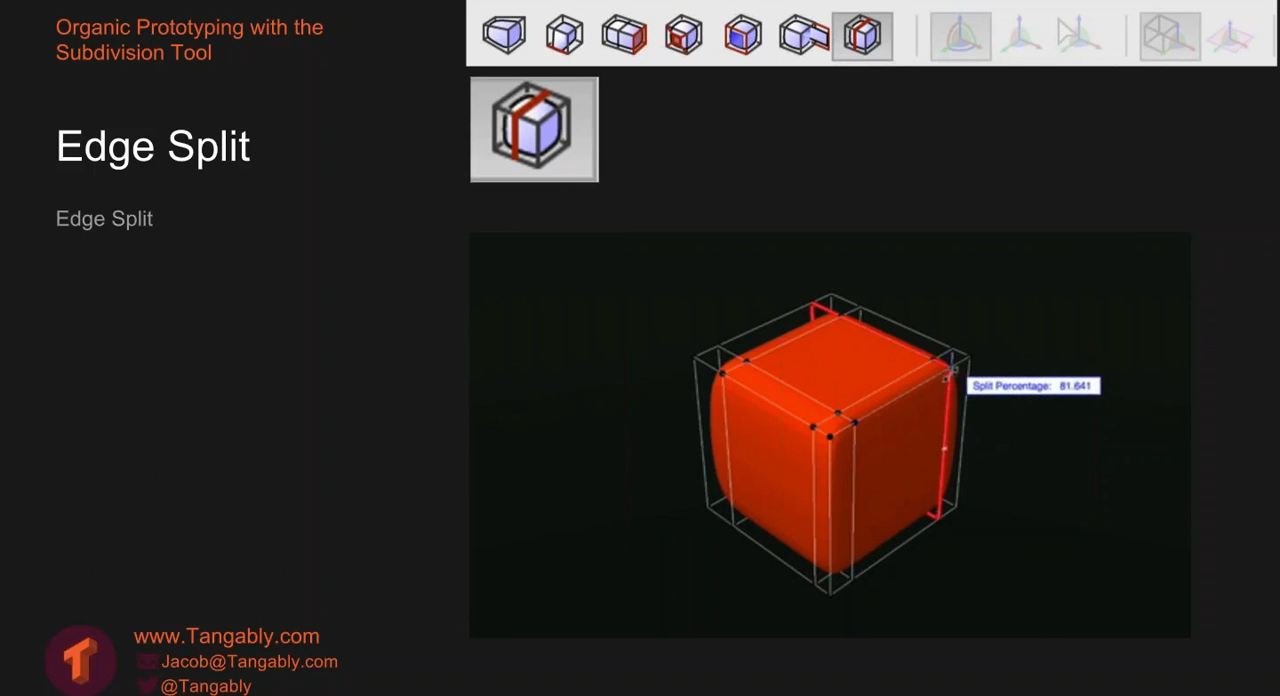 Organic Prototyping with the
Subdivision Tool
Edge Split
Edge Split
Split Percentage: 81.641
www.Tangably.com
Jacob@Tangably.com
@Tangably